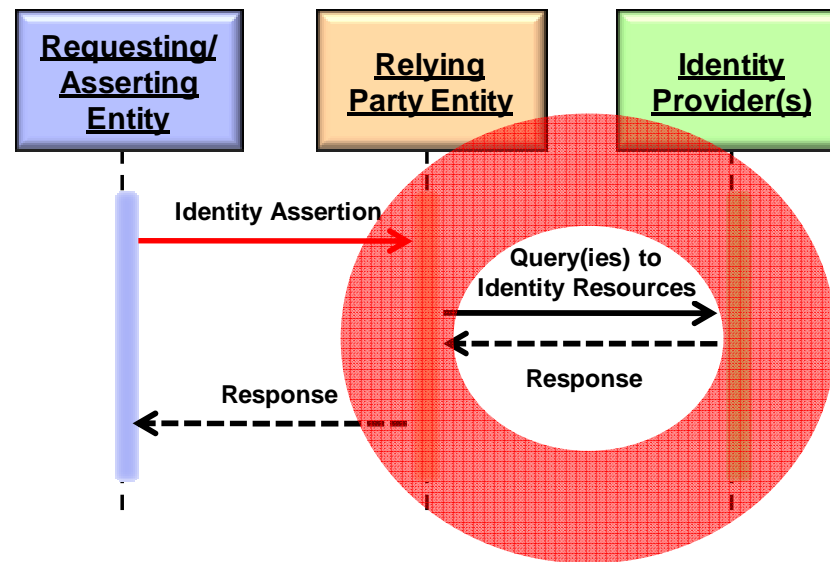 Requesting/
Asserting
Entity
Relying
Party Entity
Identity
Provider(s)
Identity Assertion
Query(ies) to
Identity Resources
Response
Response